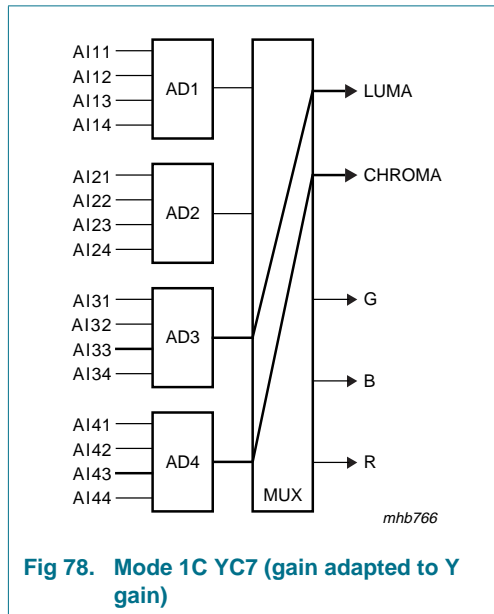 AI11
AI12
AI13
AI14
AD1
AI21
AI22
AI23
AI24
AD2
AI31
AI32
AI33
AI34
AD3
AI41
AI42
AI43
AI44
AD4
MUX
LUMA
CHROMA
G
B
R
mhb766
Fig 78. Mode 1C YC7 (gain adapted to Y
gain)